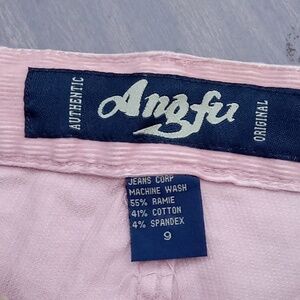 AUTHENTIC
Angfu
ORIGINAL
JEANS CORP
MACHINE WASH
55% RAMIE
41% COTTON
4% SPANDEX
9